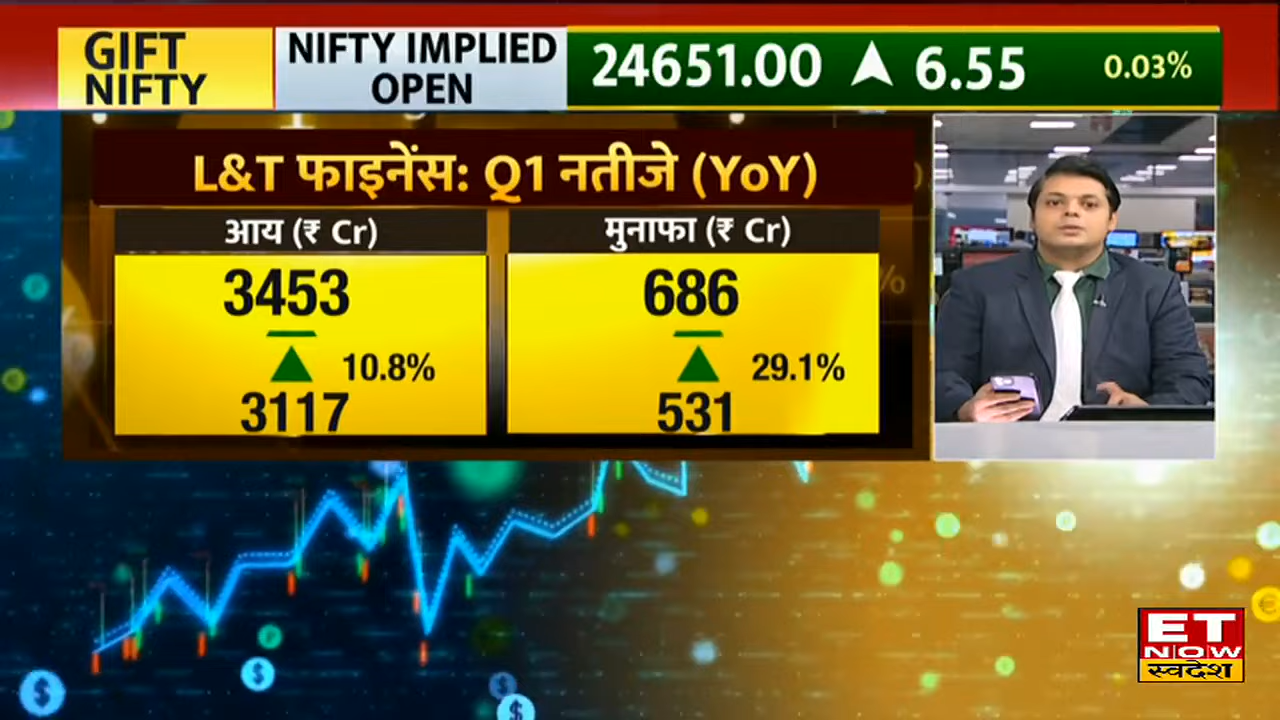 GIFT
NIFTY
NIFTY IMPLIED
OPEN
24651.00 ▲ 6.55 0.03%
L&T फाइनेंस: Q1 नतीजे (YoY)
आय (₹ Cr)
3453
▲ 10.8%
3117
मुनाफा (₹ Cr)
686
▲ 29.1%
531
ET
NOW
स्वदेश